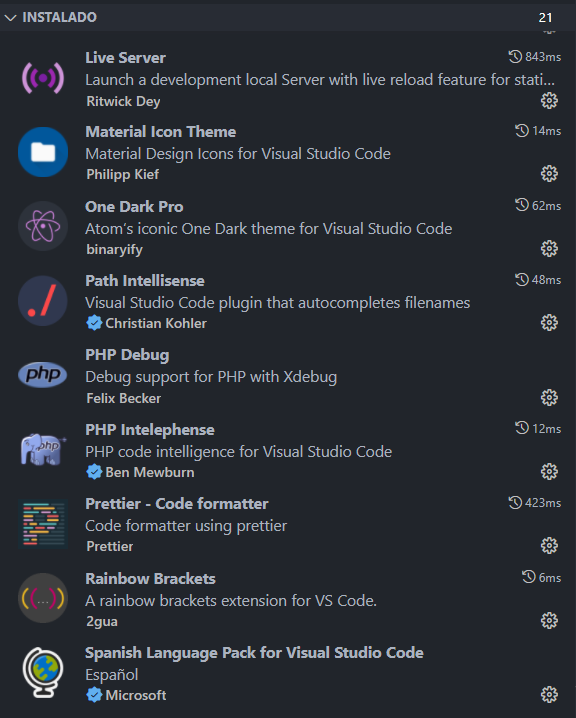 INSTALADO 21
Live Server 843ms
Launch a development local Server with live reload feature for stati...
Ritwick Dey
Material Icon Theme 14ms
Material Design Icons for Visual Studio Code
Philipp Kief
One Dark Pro 62ms
Atom's iconic One Dark theme for Visual Studio Code
binaryify
Path Intellisense 48ms
Visual Studio Code plugin that autocompletes filenames
Christian Kohler
php
PHP Debug
Debug support for PHP with Xdebug
Felix Becker
php
PHP Intelephense 12ms
PHP code intelligence for Visual Studio Code
Ben Mewburn
Prettier - Code formatter 423ms
Code formatter using prettier
Prettier
Rainbow Brackets 6ms
(...)
A rainbow brackets extension for VS Code.
2gua
Spanish Language Pack for Visual Studio Code
Español
Microsoft